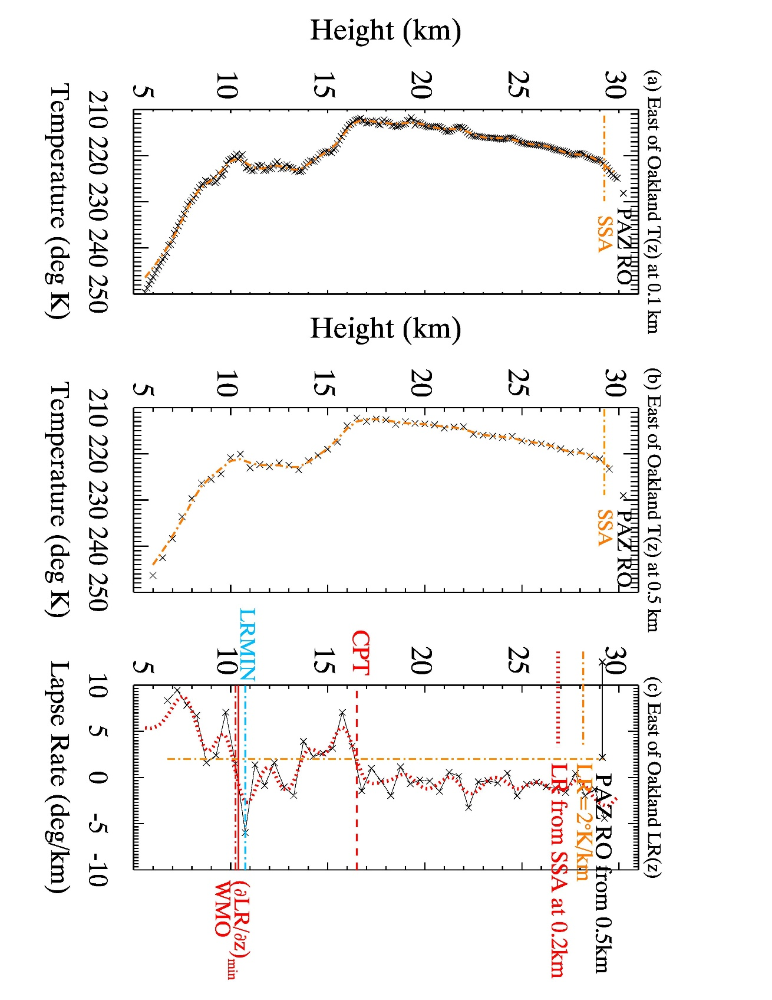 (a) East of Oakland T(z) at 0.1 km
Height (km)
30
25
20
15
10
5
PAZ RO
SSA
210 220 230 240 250
Temperature (deg K)
(b) East of Oakland T(z) at 0.5 km
Height (km)
30
25
20
15
10
5
PAZ RO
SSA
210 220 230 240 250
Temperature (deg K)
(c) East of Oakland LR(z)
30
25
20
15
10
5
PAZ RO from 0.5km
LR=2°K/km
LR from SSA at 0.2km
CPT
LRMIN
(∂LR/∂z)min
WMO
10 5 0 -5 -10
Lapse Rate (deg/km)